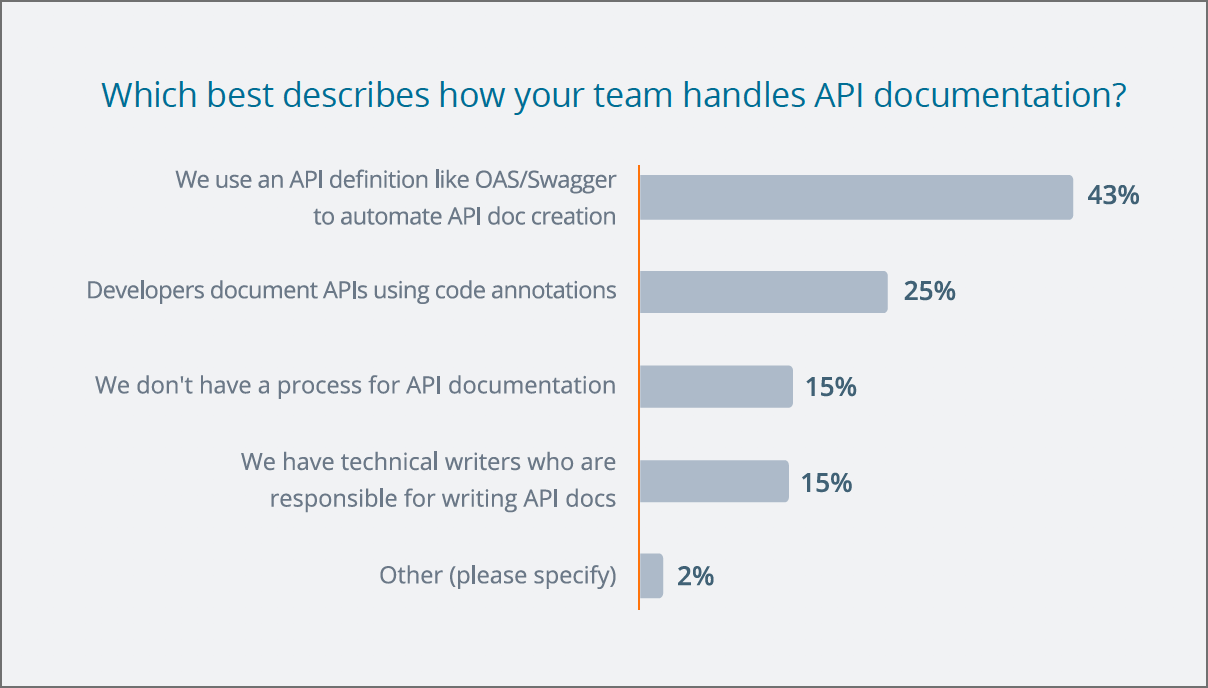 Which best describes how your team handles API documentation?
We use an API definition like OAS/Swagger
to automate API doc creation
43%
Developers document APIs using code annotations
25%
We don't have a process for API documentation
15%
We have technical writers who are
responsible for writing API docs
15%
Other (please specify)
2%